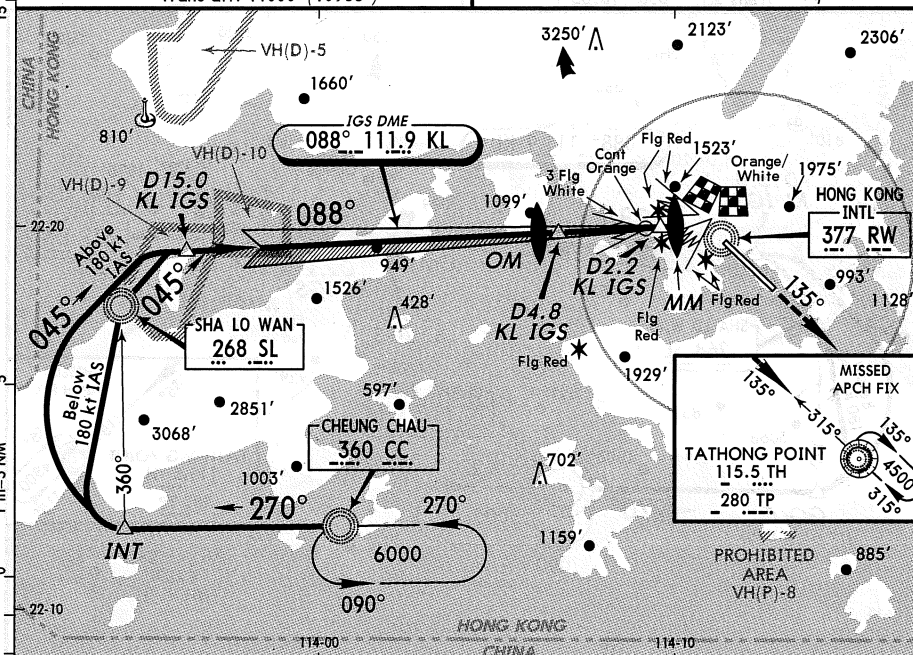 15
VH(D)-5
3250'
2123'
2306'
CHINA
HONG KONG
1660'
810'
IGS DME
088° 111.9 KL
VH(D)-10
VH(D)-9
D15.0
KL IGS
088°
Flg Red
Cont
Orange
3 Flg
White
1523'
Orange/
White
1975'
1099'
HONG KONG
INTL
377 RW
22-20
Above
180 kt
IAS
045°
045°
949'
OM
D2.2
KL IGS
MM
Flg Red
135°
993'
1128'
1526'
428'
D4.8
KL IGS
Flg
Red
Flg Red
SHA LO WAN
268 SL
1929'
Below
180 kt IAS
360°
2851'
3068'
597'
CHEUNG CHAU
360 CC
1003'
702'
MISSED
APCH FIX
135°
315°
135°
4500
315°
TATHONG POINT
115.5 TH
280 TP
270°
270°
INT
6000
090°
1159'
PROHIBITED
AREA
VH(P)-8
885'
22-10
HONG KONG
CHINA
114-00
114-10